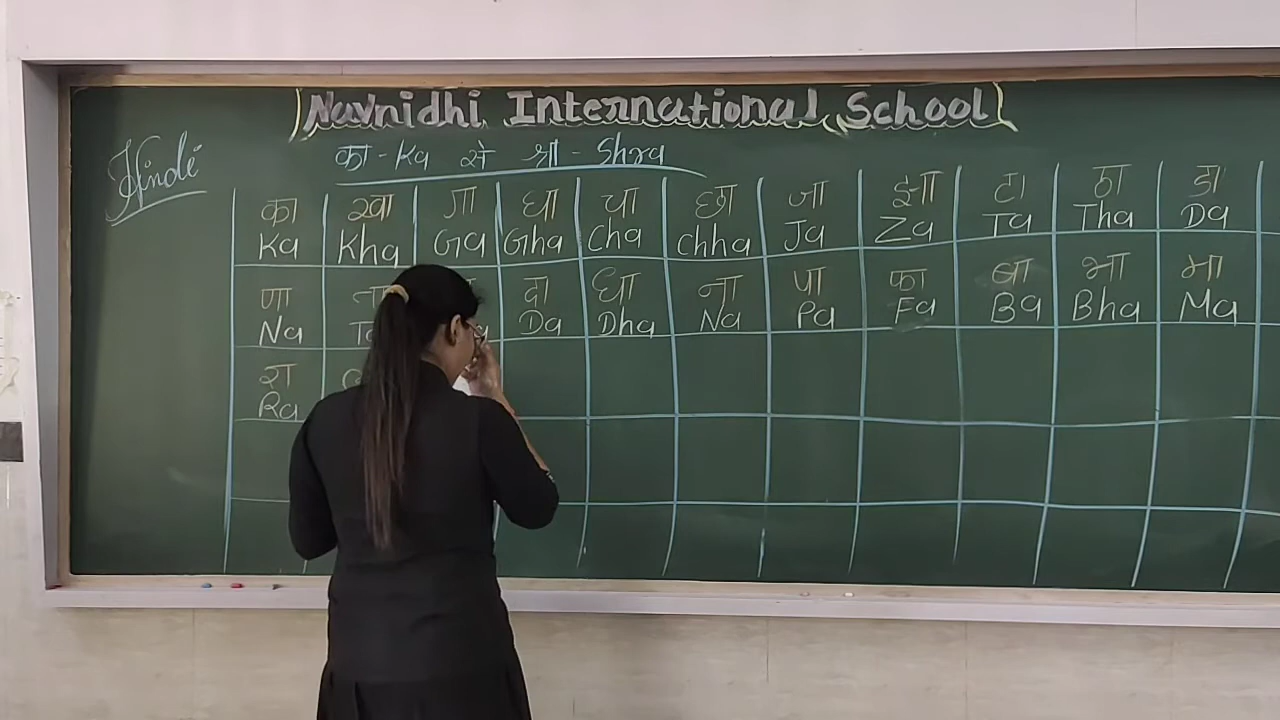 Navnidhi International School
Hindi
का - Ka से श्रा - Shra
का खा गा घा चा छा जा झा टा ठा डा
Ka Kha Ga Gha Cha Chha Ja Za Ta Tha Da
णा ता दा धा ना पा फा बा भा मा
Na Ta Da Dha Na Pa Fa Ba Bha Ma
रा
Ra